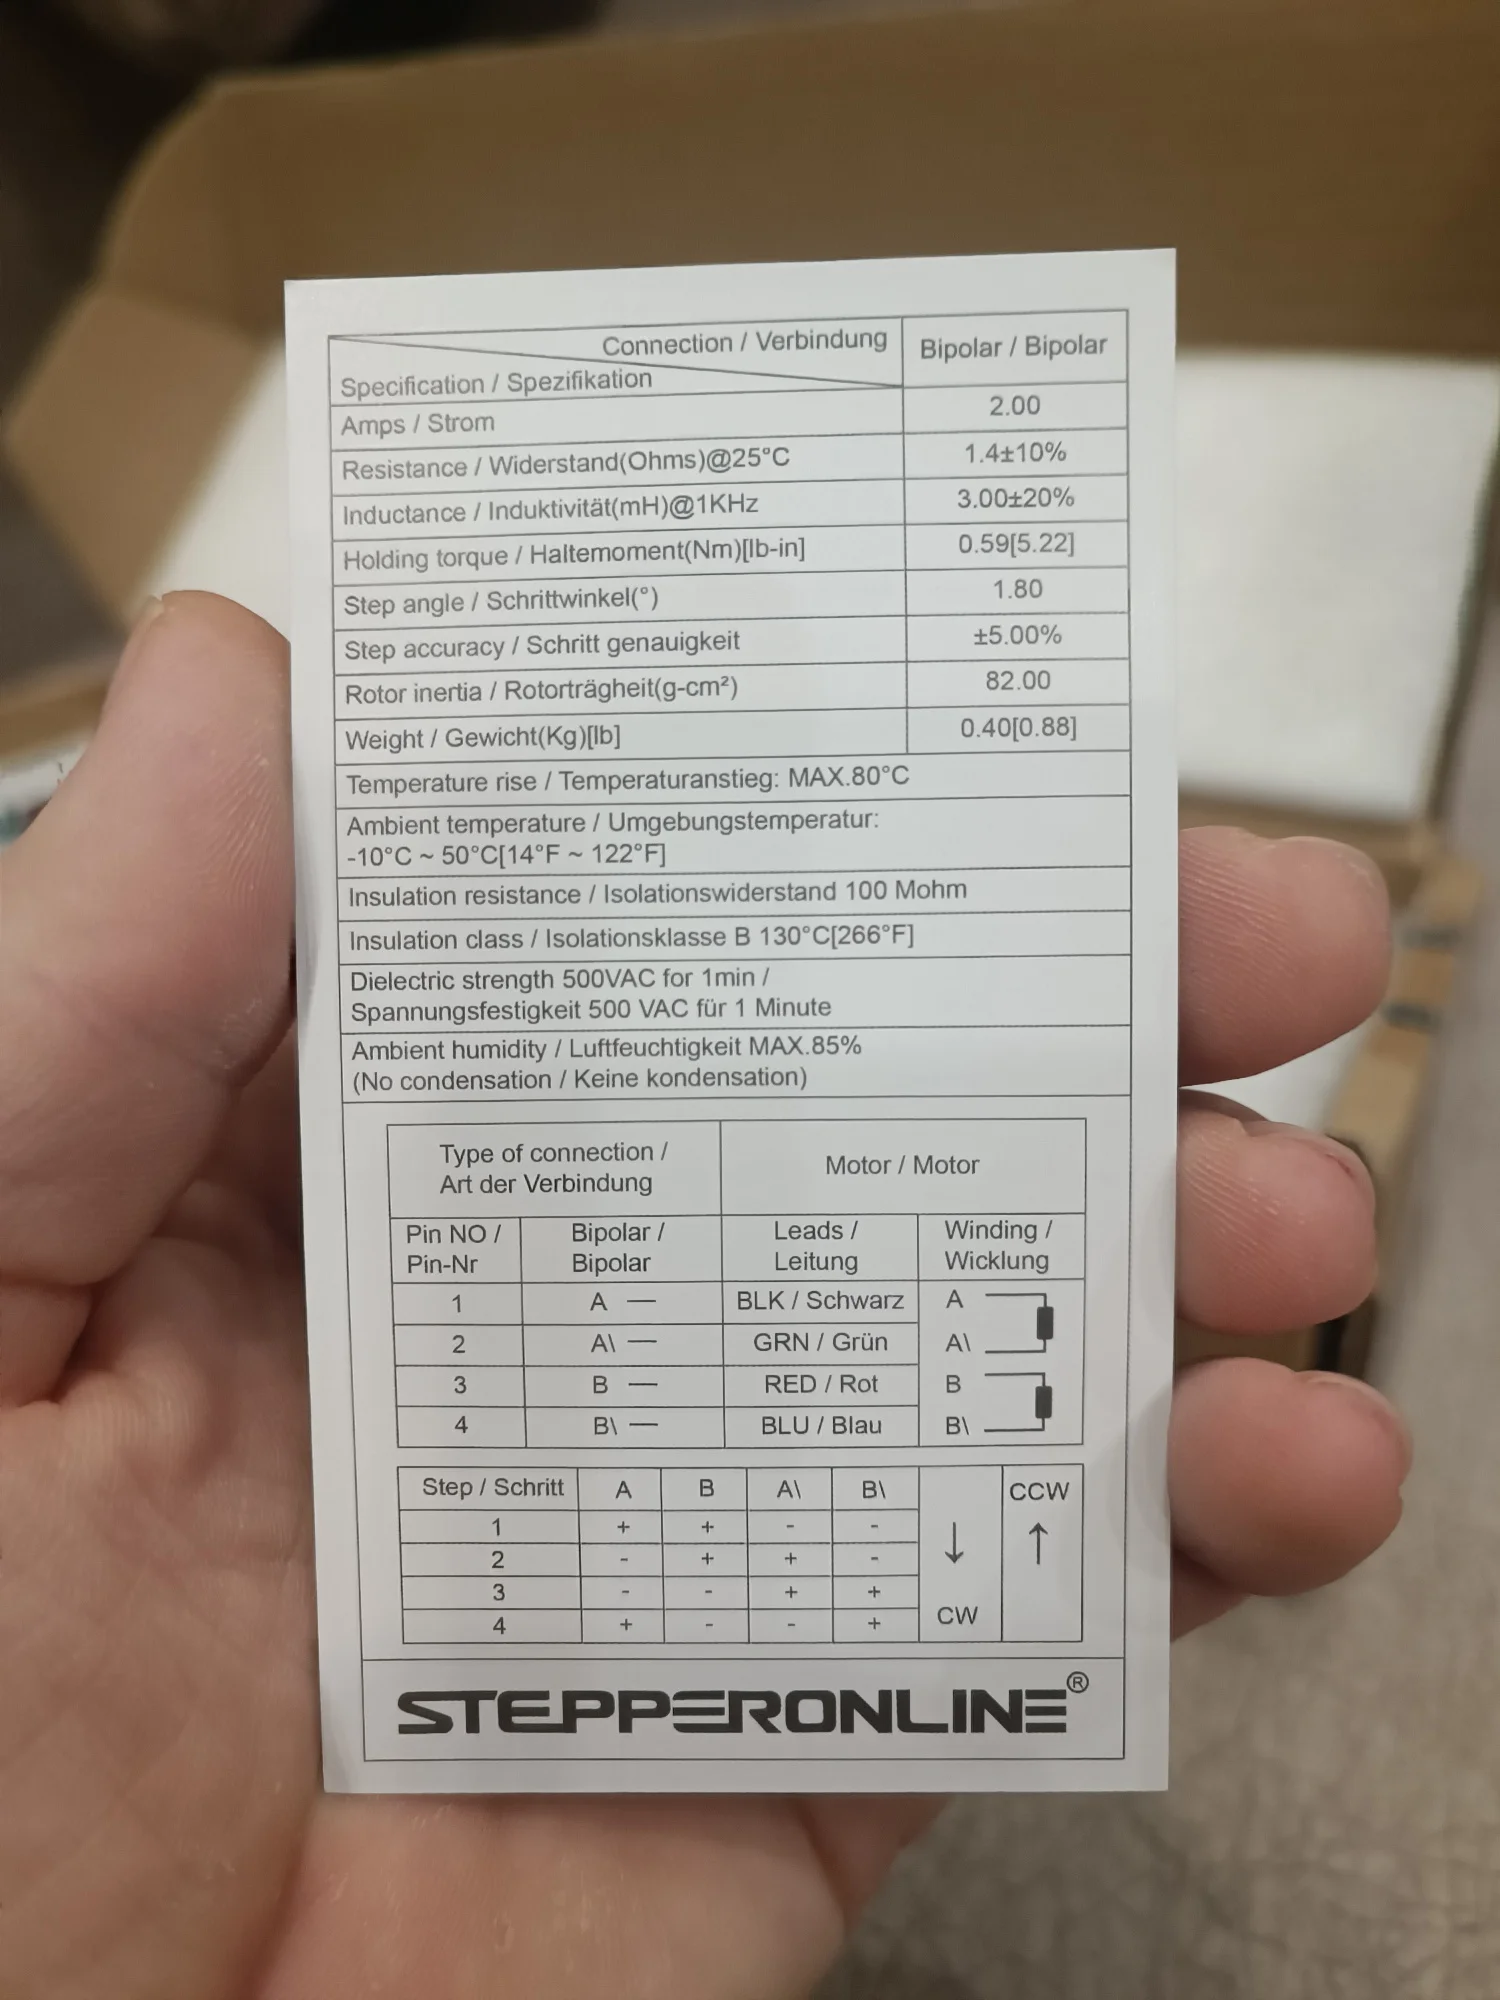 Connection / Verbindung
Specification / Spezifikation
Bipolar / Bipolar
Amps / Strom 2.00
Resistance / Widerstand(Ohms)@25°C 1.4±10%
Inductance / Induktivität(mH)@1KHz 3.00±20%
Holding torque / Haltemoment(Nm)[lb-in] 0.59[5.22]
Step angle / Schrittwinkel(°) 1.80
Step accuracy / Schritt genauigkeit ±5.00%
Rotor inertia / Rotorträgheit(g-cm²) 82.00
Weight / Gewicht(Kg)[lb] 0.40[0.88]
Temperature rise / Temperaturanstieg: MAX.80°C
Ambient temperature / Umgebungstemperatur:
-10°C ~ 50°C[14°F ~ 122°F]
Insulation resistance / Isolationswiderstand 100 Mohm
Insulation class / Isolationsklasse B 130°C[266°F]
Dielectric strength 500VAC for 1min /
Spannungsfestigkeit 500 VAC für 1 Minute
Ambient humidity / Luftfeuchtigkeit MAX.85%
(No condensation / Keine kondensation)
Type of connection /
Art der Verbindung
Motor / Motor
Pin NO /
Pin-Nr
Bipolar /
Bipolar
Leads /
Leitung
Winding /
Wicklung
1 A — BLK / Schwarz A
2 A\ — GRN / Grün A\
3 B — RED / Rot B
4 B\ — BLU / Blau B\
Step / Schritt A B A\ B\ CCW
1 + + - - ↓ ↑
2 - + + -
3 - - + +
4 + - - + CW
STEPPERONLINE®